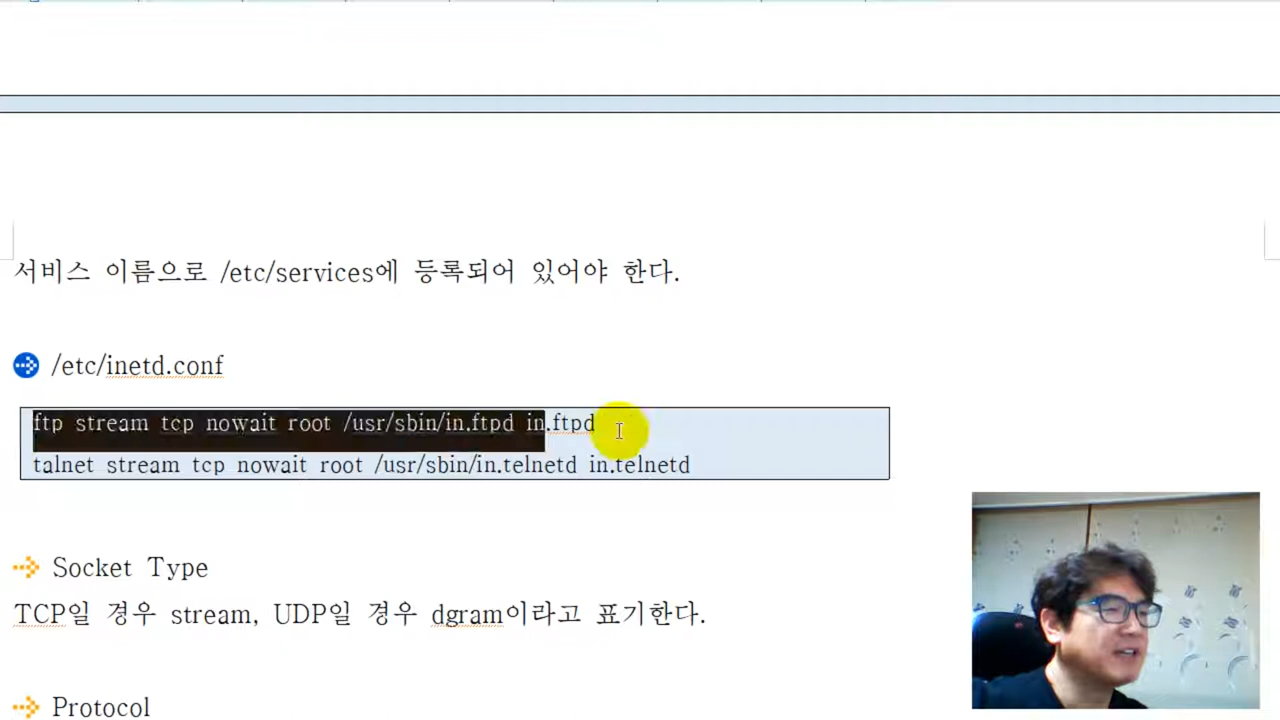 서비스 이름으로 /etc/services에 등록되어 있어야 한다.
/etc/inetd.conf
ftp stream tcp nowait root /usr/sbin/in.ftpd in.ftpd
talnet stream tcp nowait root /usr/sbin/in.telnetd in.telnetd
Socket Type
TCP일 경우 stream, UDP일 경우 dgram이라고 표기한다.
Protocol